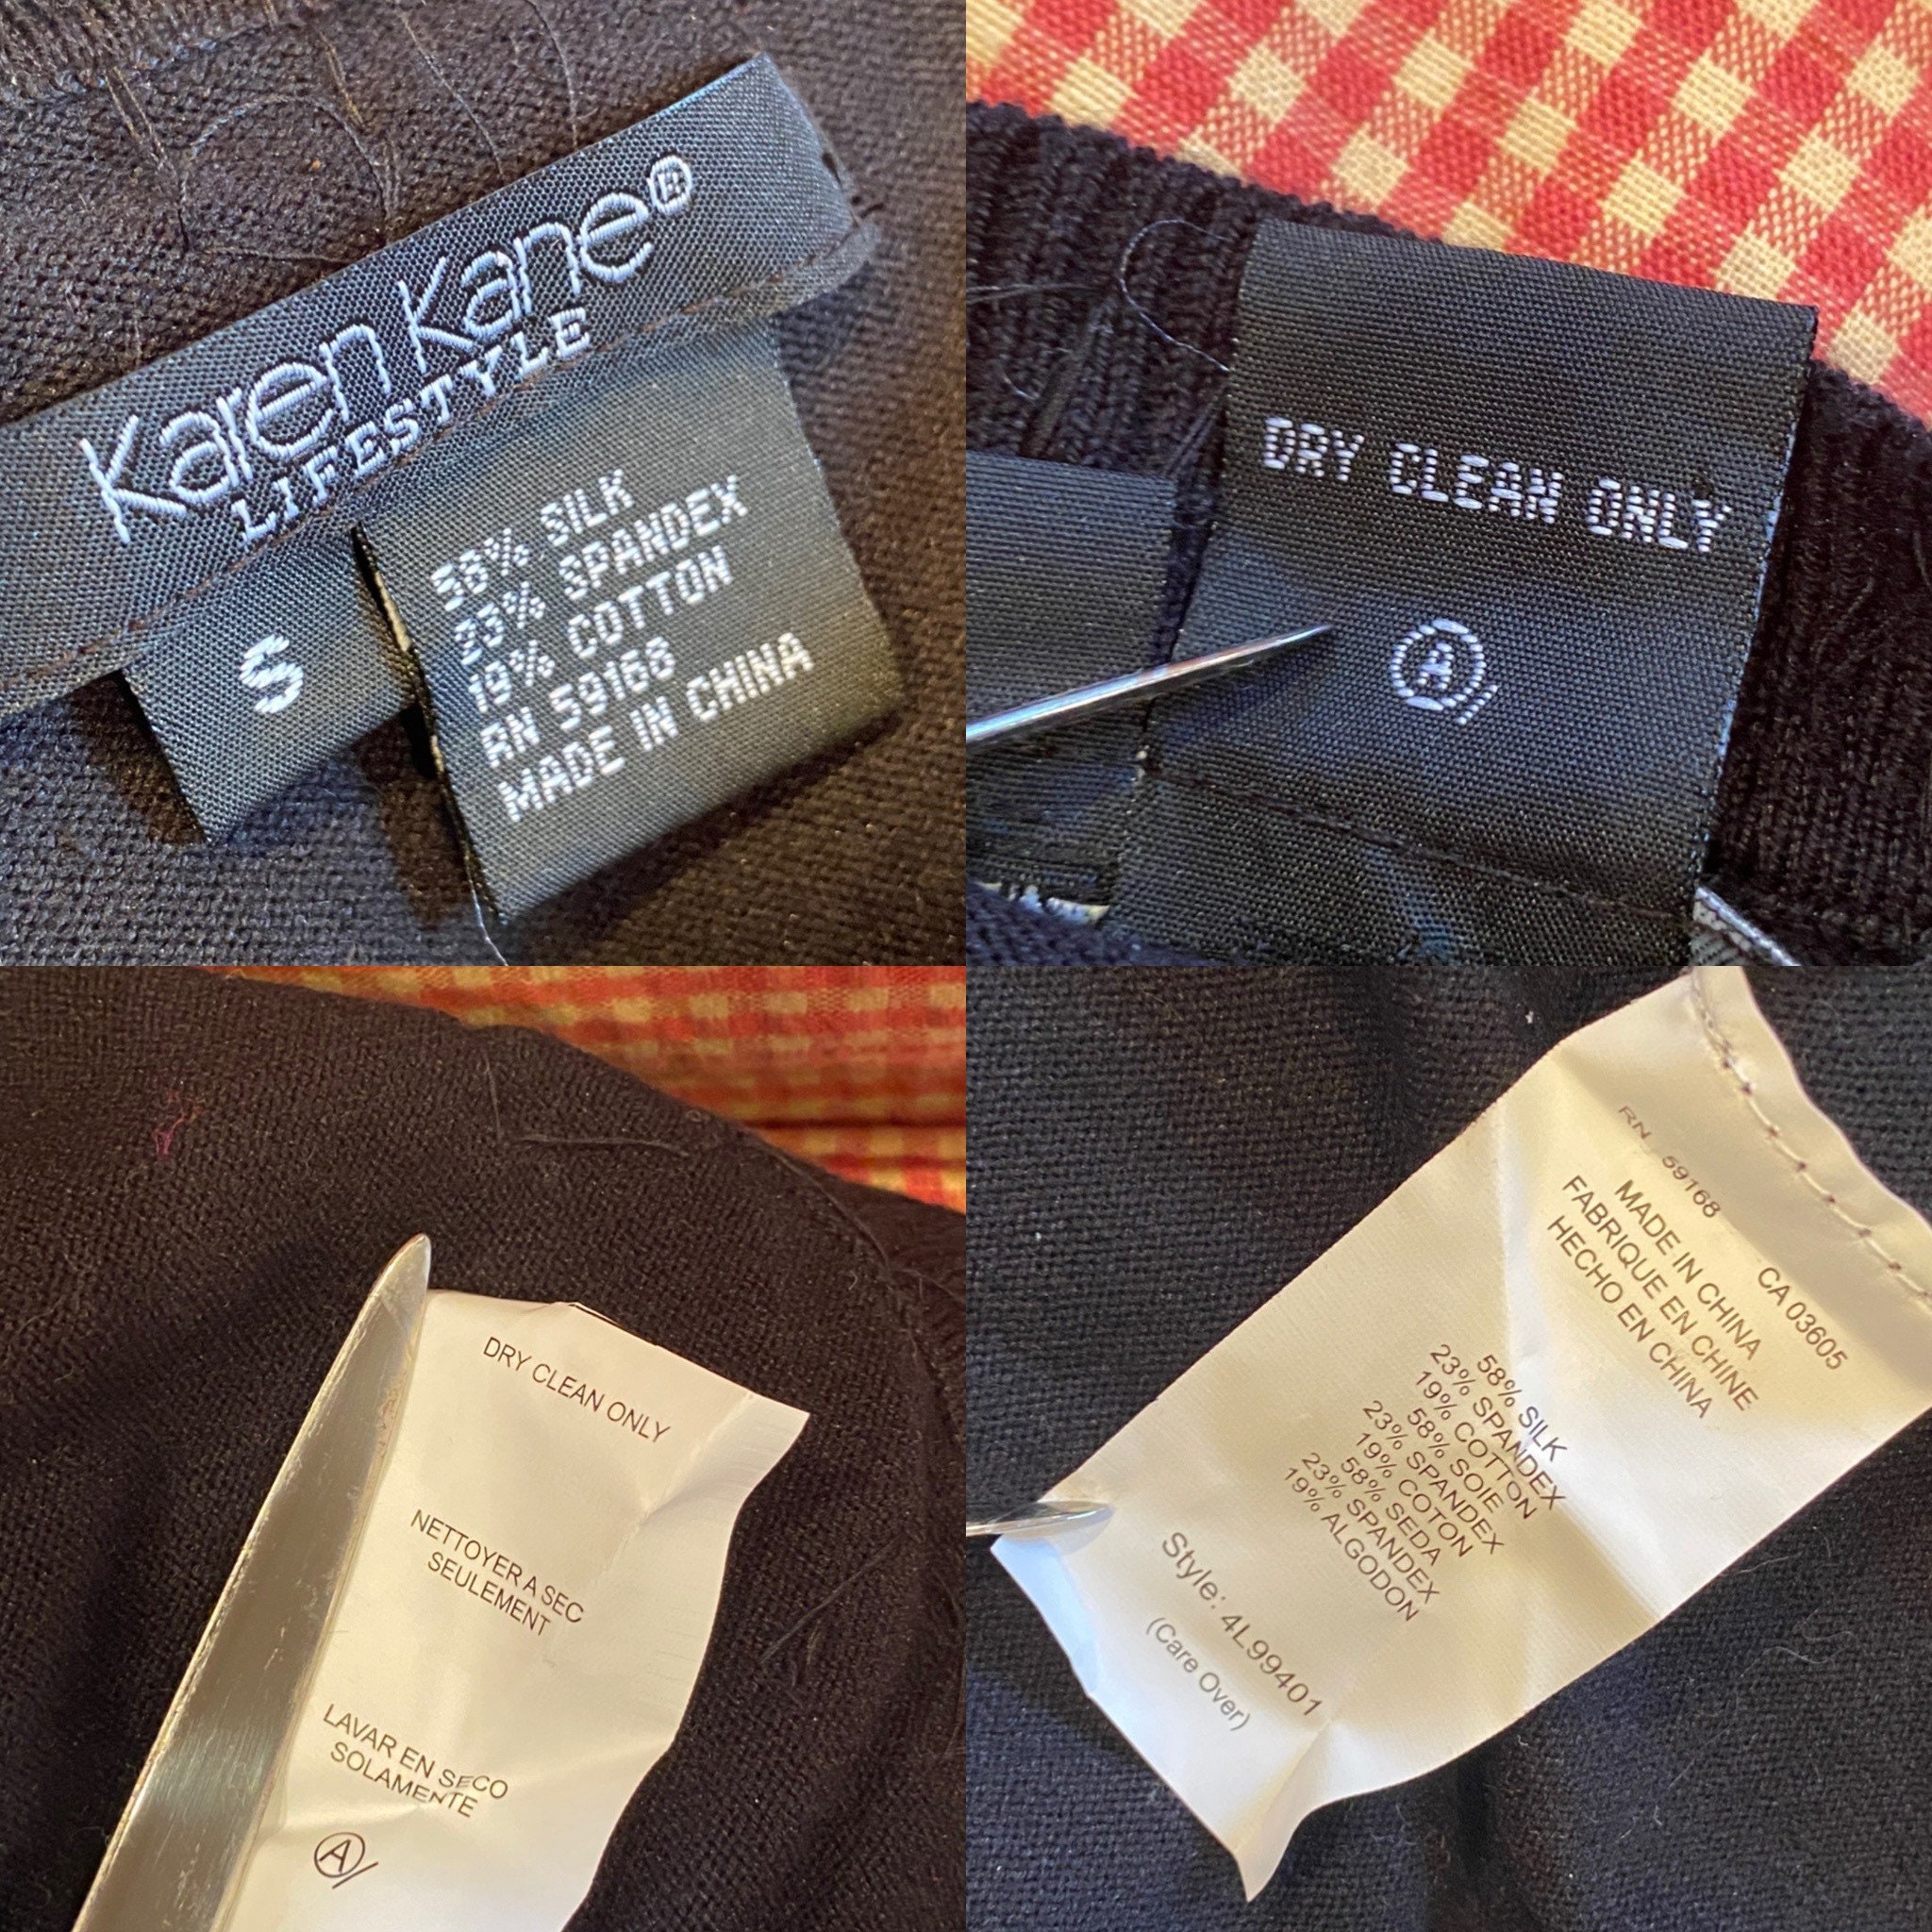 Karen Kane®
LIFESTYLE
S
58% SILK
23% SPANDEX
19% COTTON
RN 59168
MADE IN CHINA
DRY CLEAN ONLY
A
DRY CLEAN ONLY
NETTOYER A SEC
SEULEMENT
LAVAR EN SECO
SOLAMENTE
A
RN 59168 CA 03605
MADE IN CHINA
FABRIQUE EN CHINE
HECHO EN CHINA
58% SILK
23% SPANDEX
19% COTTON
58% SOIE
23% SPANDEX
19% COTON
58% SEDA
23% SPANDEX
19% ALGODON
Style: 4L99401
(Care Over)